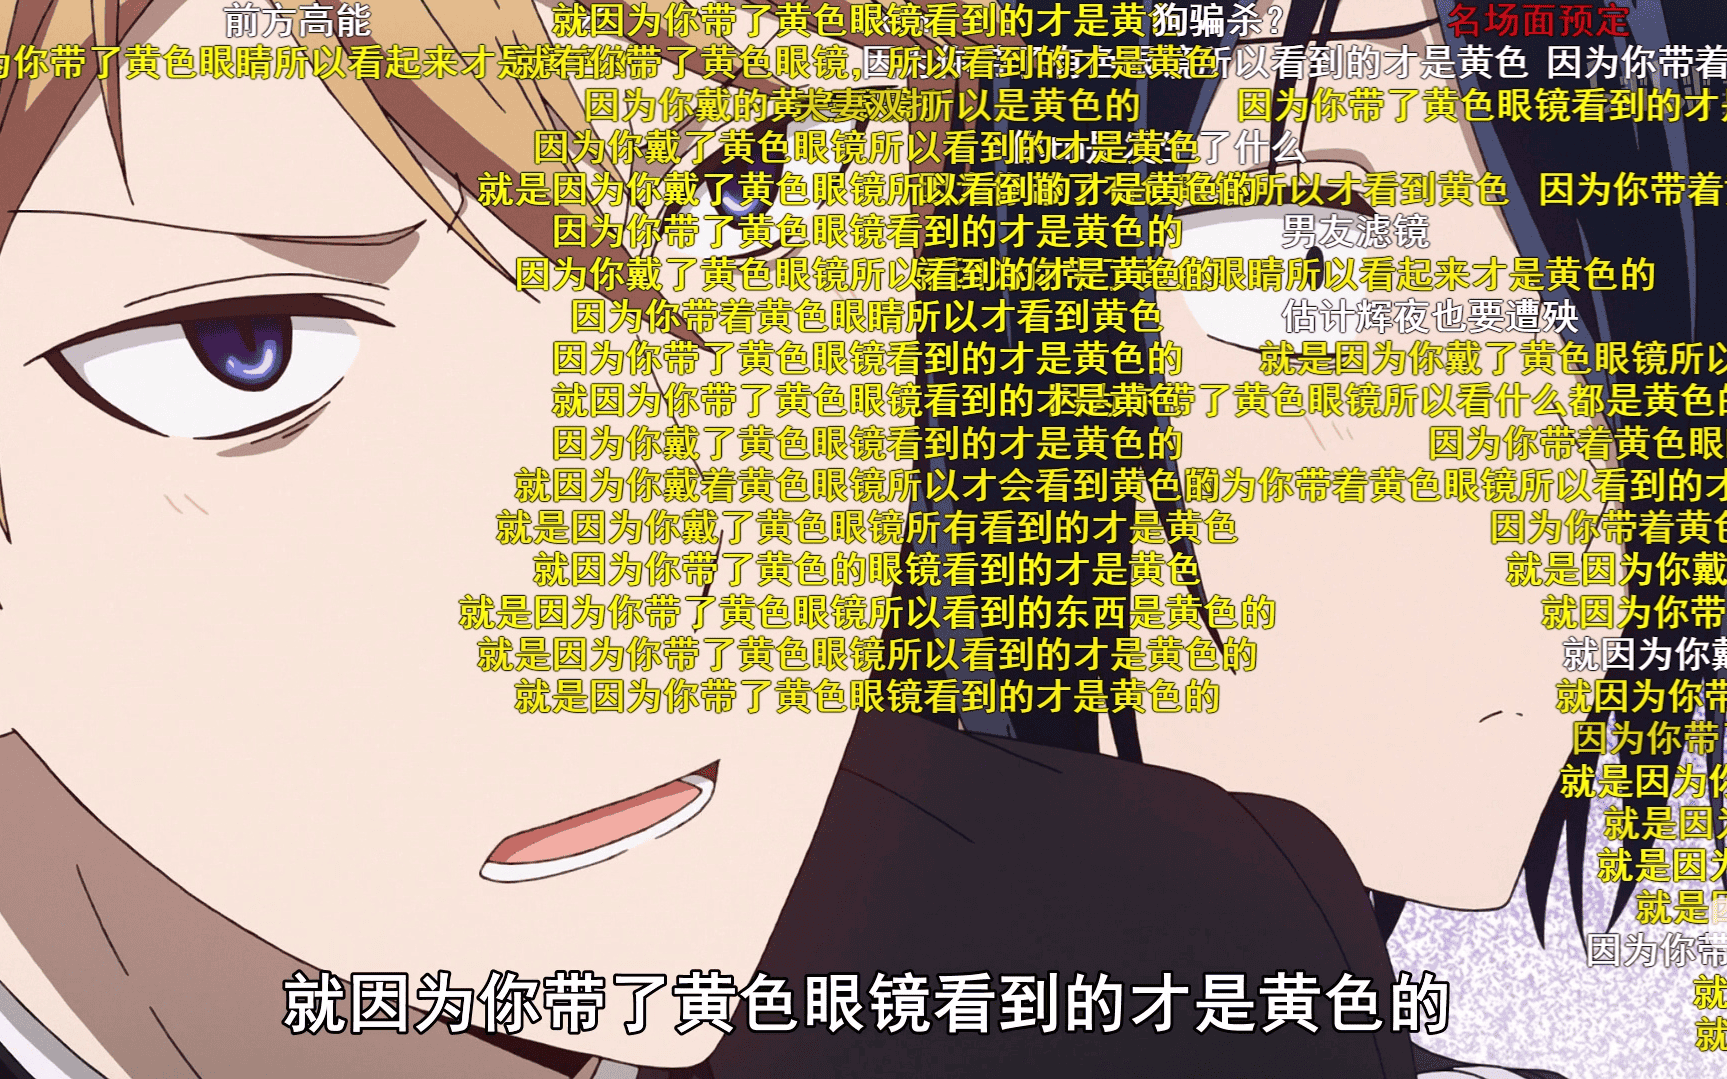 前方高能
就因为你带了黄色眼镜看到的才是黄
狗骗杀？
名场面预定
为你带了黄色眼睛所以看起来才是
就因为你带了黄色眼镜，所以看到的才是黄色
所以看到的才是黄色
因为你带着
因为你戴的黄
夫妻双打
所以是黄色的
因为你带了黄色眼镜看到的才
因为你戴了黄色眼镜所以看到的才是黄色
了什么
就是因为你戴了黄色眼镜所以看到的才是黄色的
所以才看到黄色
因为你带着
因为你带了黄色眼镜看到的才是黄色的
男友滤镜
因为你戴了黄色眼镜所以看到的才是黄色的
眼睛所以看起来才是黄色的
因为你带着黄色眼睛所以才看到黄色
估计辉夜也要遭殃
因为你带了黄色眼镜看到的才是黄色的
就是因为你戴了黄色眼镜所以
就因为你带了黄色眼镜看到的才是黄色
带了黄色眼镜所以看什么都是黄色的
因为你戴了黄色眼镜看到的才是黄色的
因为你带着黄色眼
就因为你戴着黄色眼镜所以才会看到黄色的
为你带着黄色眼镜所以看到的才
就是因为你戴了黄色眼镜所有看到的才是黄色
因为你带着黄色
就因为你带了黄色的眼镜看到的才是黄色
就是因为你戴
就是因为你带了黄色眼镜所以看到的东西是黄色的
就因为你带
就是因为你带了黄色眼镜所以看到的才是黄色的
就因为你戴
就是因为你带了黄色眼镜看到的才是黄色的
就因为你带
因为你带
就是因为你
就是因为
就是因为
就是因
因为你带
就因为你带了黄色眼镜看到的才是黄色的
就
就